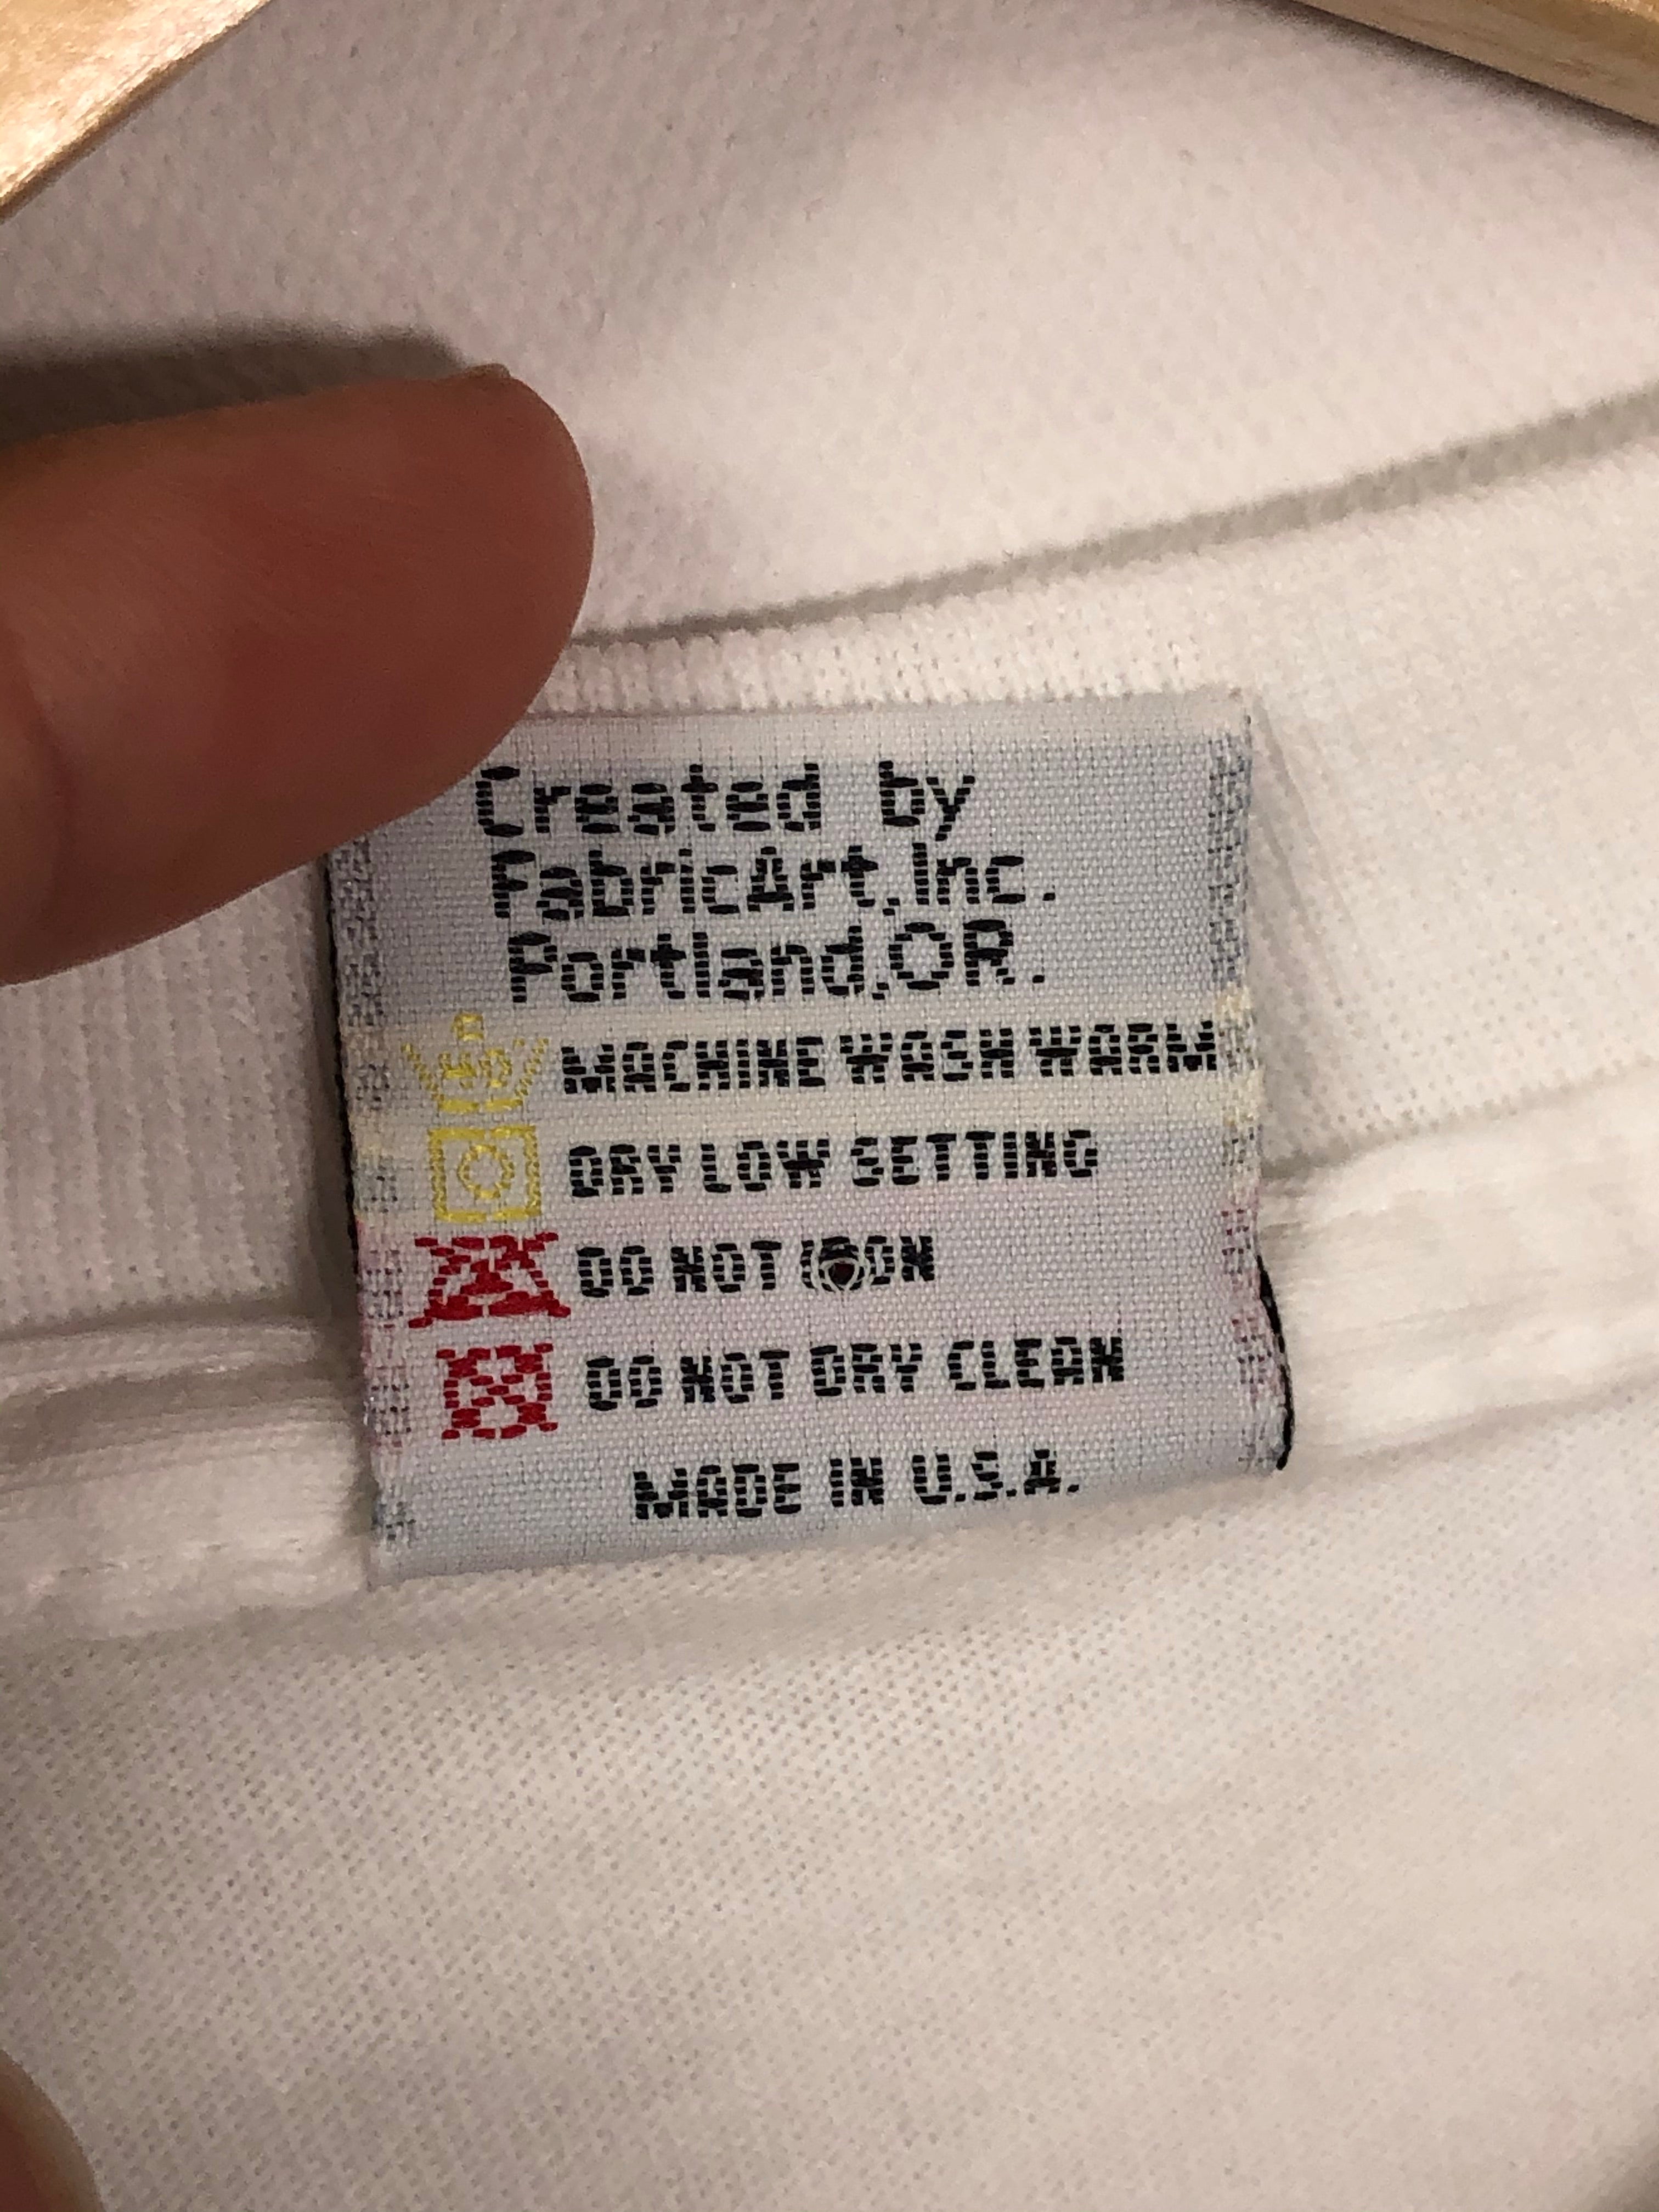 Created by
FabricArt,Inc.
Portland,OR.
MACHINE WASH WARM
DRY LOW SETTING
DO NOT IRON
DO NOT DRY CLEAN
MADE IN U.S.A.